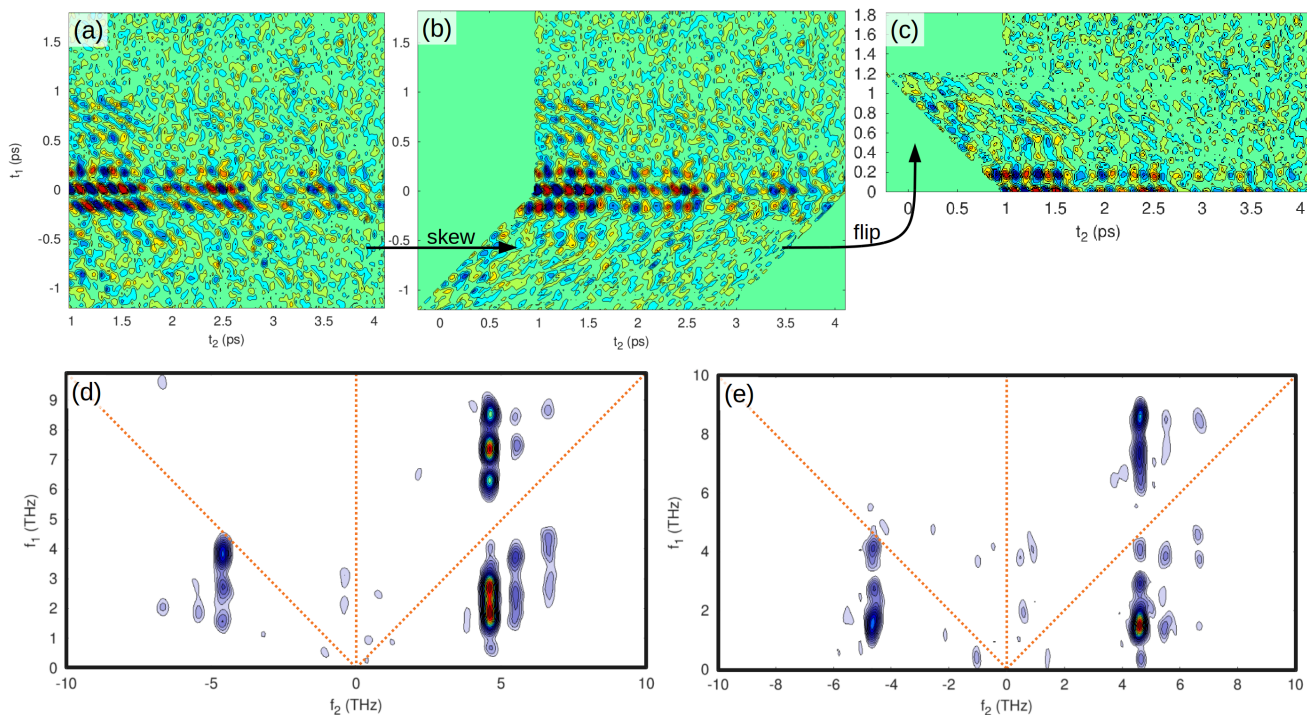 (a)
1.5
1
0.5
0
-0.5
-1
t1 (ps)
1 1.5 2 2.5 3 3.5 4
t2 (ps)
skew
(b)
1.5
1
0.5
0
-0.5
-1
0 0.5 1 1.5 2 2.5 3 3.5 4
t2 (ps)
flip
(c)
1.8
1.6
1.4
1.2
1
0.8
0.6
0.4
0.2
0
0 0.5 1 1.5 2 2.5 3 3.5 4
t2 (ps)
(d)
9
8
7
6
5
4
3
2
1
0
f1 (THz)
-10 -5 0 5 10
f2 (THz)
(e)
10
8
6
4
2
0
f1 (THz)
-10 -8 -6 -4 -2 0 2 4 6 8 10
f2 (THz)